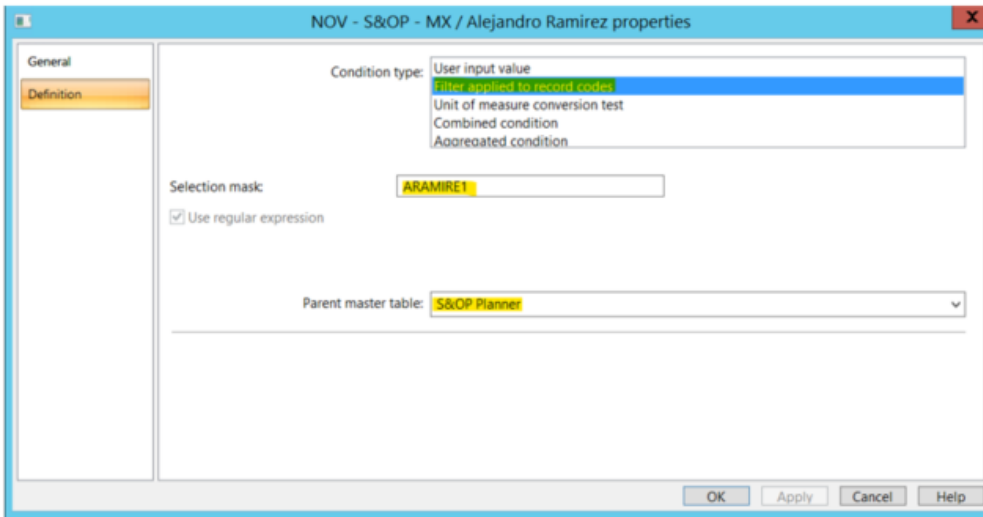 NOV - S&OP - MX / Alejandro Ramirez properties
X
General
Definition
Condition type:
User input value
Filter applied to record codes
Unit of measure conversion test
Combined condition
Aggregated condition
Selection mask:
ARAMIRE1
Use regular expression
Parent master table:
S&OP Planner
OK
Apply
Cancel
Help